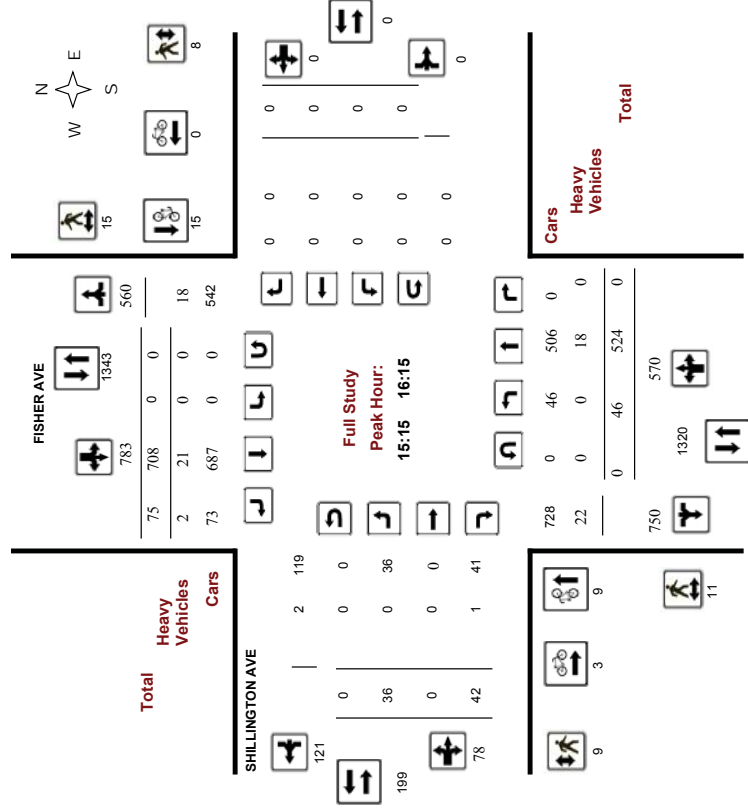 N
W E
S
8
0
15
15
FISHER AVE
1343
783
560
75 708 0 0
2 21 0 0 18
73 687 0 0 542
Total
Heavy
Vehicles
Cars
0
0
0
0 0 0
0 0 0
0 0 0
0 0 0
0 0
Full Study
Peak Hour:
15:15 16:15
SHILLINGTON AVE
2 119
0 0 0
36 0 36
0 0 0
42 1 41
121
199
78
Cars
Heavy
Vehicles
Total
728 0 46 506 0
22 0 0 18 0
0 46 524 0
750
1320
570
9
3
9
11